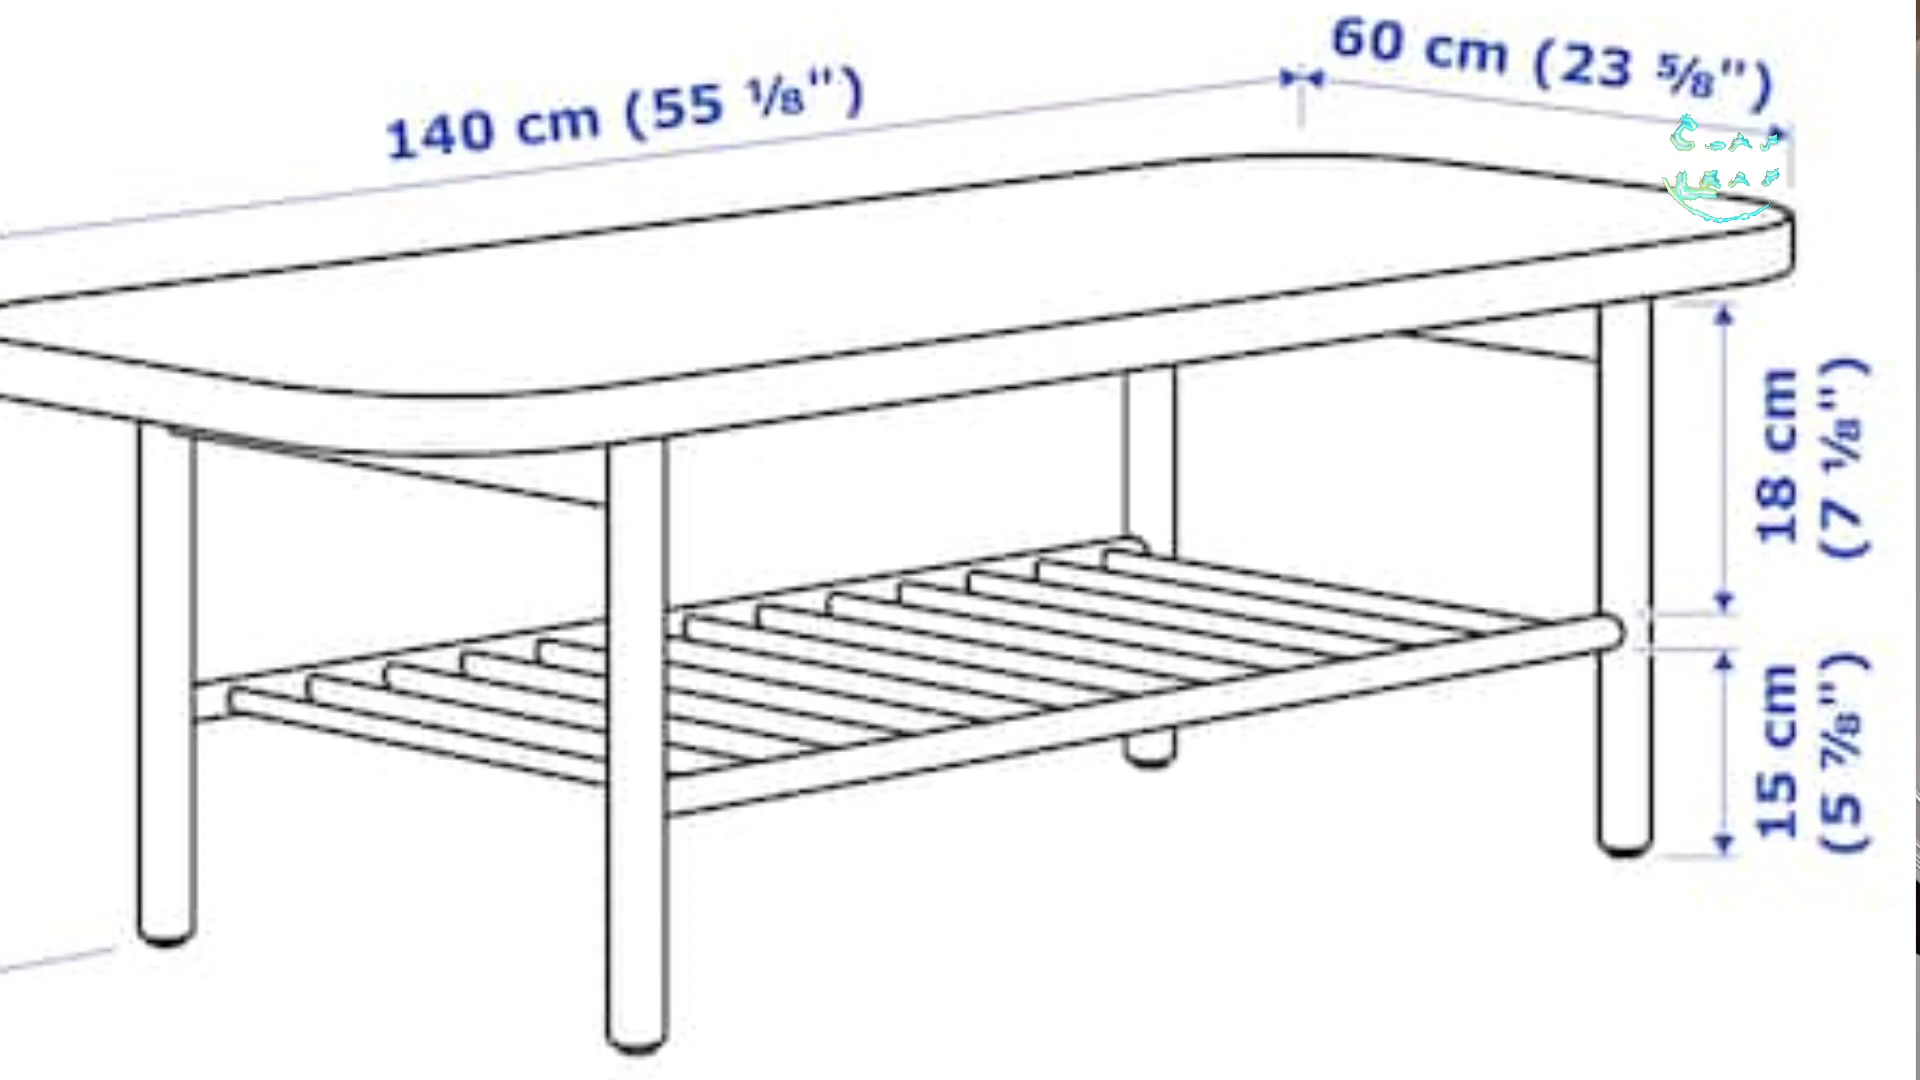 140 cm (55 ⅛")
60 cm (23 ⅝")
18 cm
(7 ⅛")
15 cm
(5 ⅞")